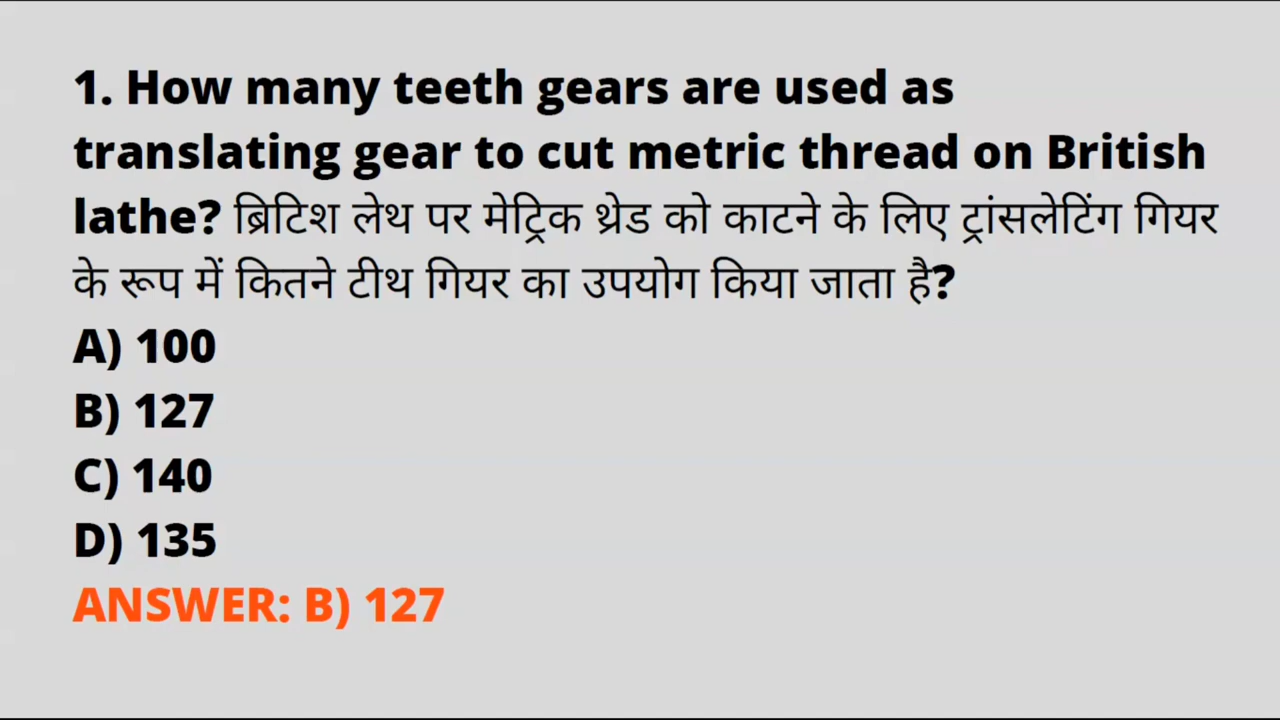 1. How many teeth gears are used as
translating gear to cut metric thread on British
lathe? ब्रिटिश लेथ पर मेट्रिक थ्रेड को काटने के लिए ट्रांसलेटिंग गियर
के रूप में कितने टीथ गियर का उपयोग किया जाता है?
A) 100
B) 127
C) 140
D) 135
ANSWER: B) 127